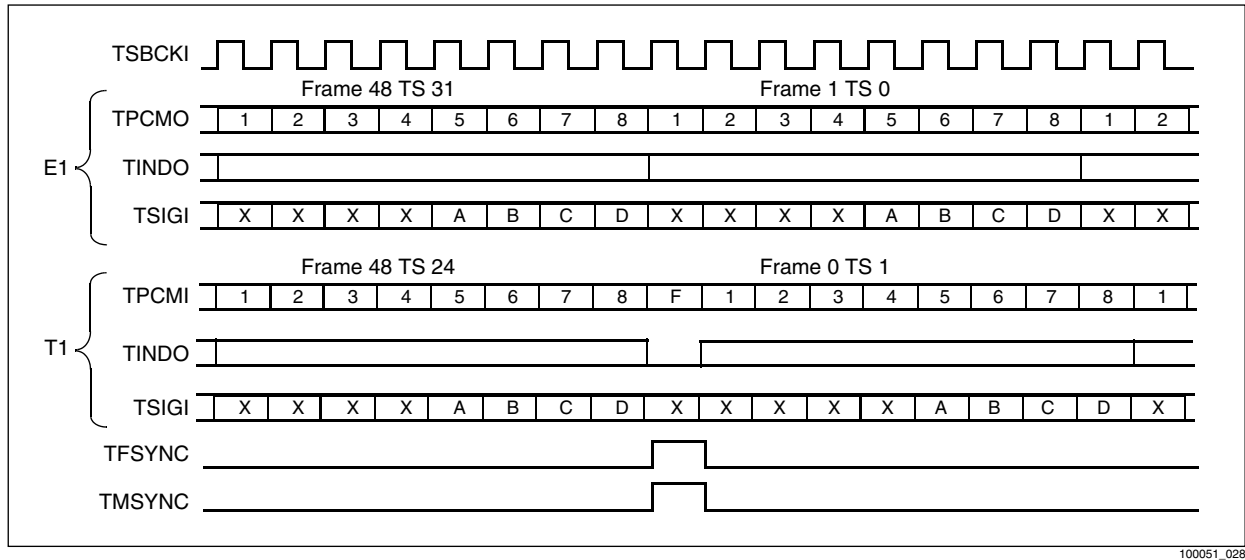 TSBCKI
Frame 48 TS 31 Frame 1 TS 0
TPCMO 1 2 3 4 5 6 7 8 1 2 3 4 5 6 7 8 1 2
E1 TINDO
TSIGI X X X X A B C D X X X X A B C D X X
Frame 48 TS 24 Frame 0 TS 1
TPCMI 1 2 3 4 5 6 7 8 F 1 2 3 4 5 6 7 8 1
T1 TINDO
TSIGI X X X X A B C D X X X X X A B C D X
TFSYNC
TMSYNC
100051_028